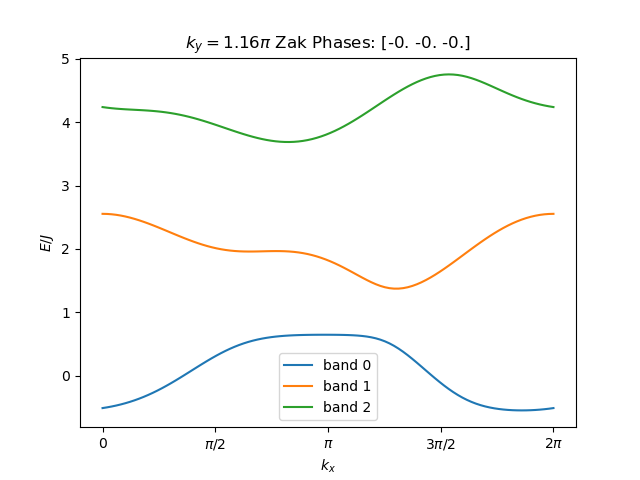 $k_y = 1.16\pi$ Zak Phases: [-0. -0. -0.]
5
4
3
2
1
0
E/J
0 π/2 π 3π/2 2π
$k_x$
band 0
band 1
band 2